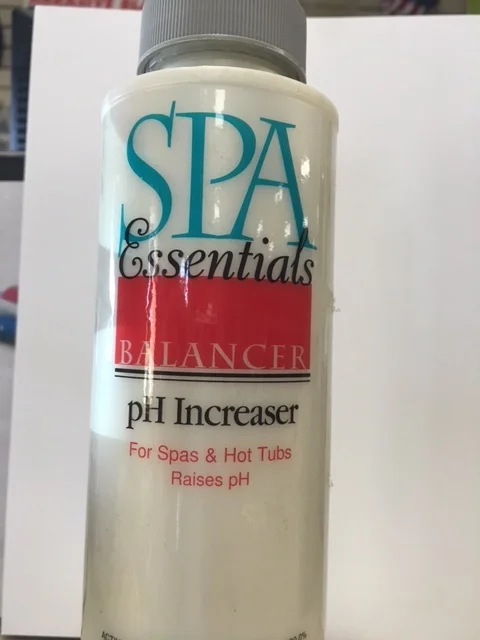 SPA
Essentials
BALANCER
pH Increaser
For Spas & Hot Tubs
Raises pH